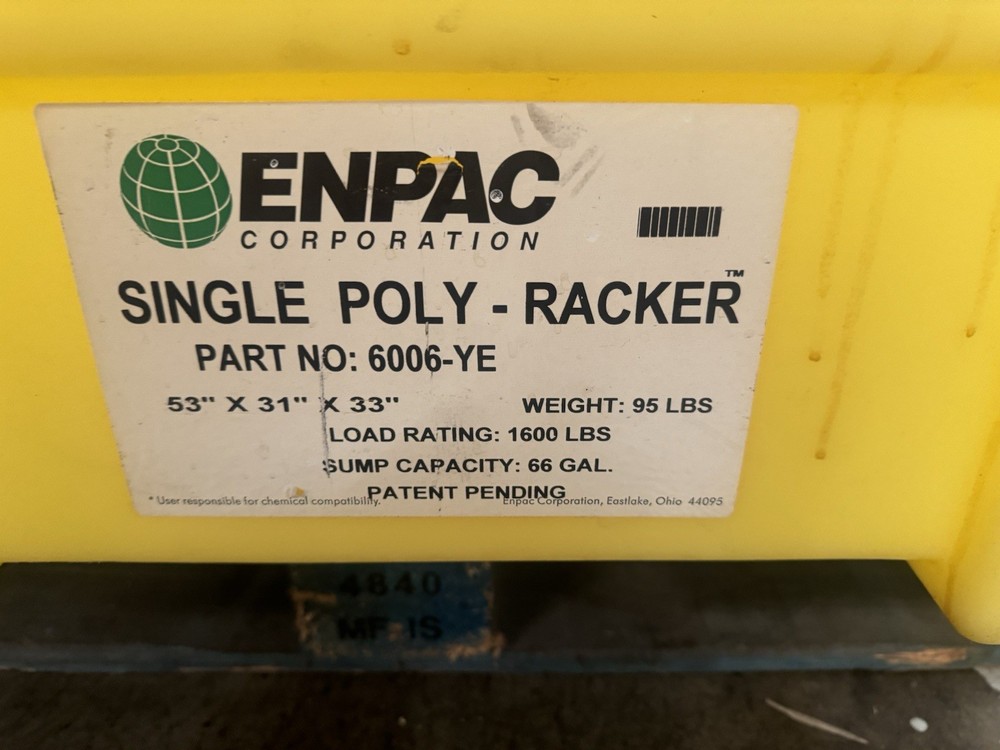 ENPAC
CORPORATION
SINGLE POLY - RACKER™
PART NO: 6006-YE
53" X 31" X 33" WEIGHT: 95 LBS
LOAD RATING: 1600 LBS
SUMP CAPACITY: 66 GAL.
PATENT PENDING
* User responsible for chemical compatibility. Enpac Corporation, Eastlake, Ohio 44095
4840
MF IS